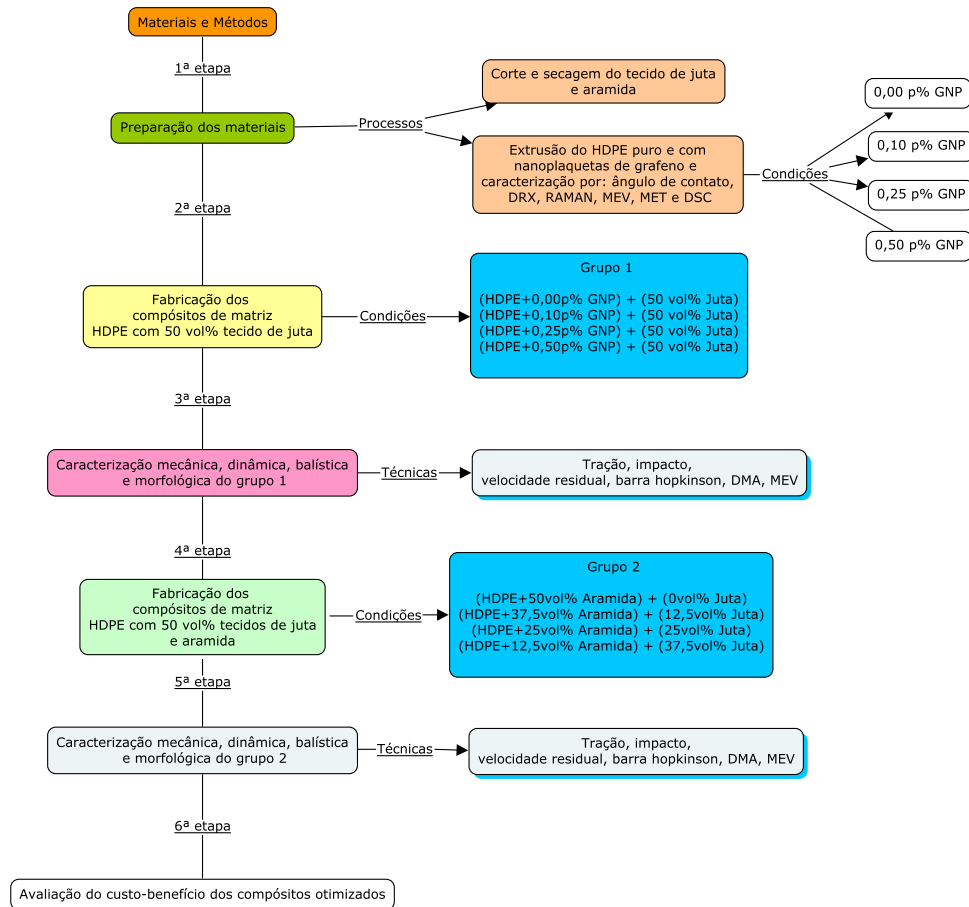 Materiais e Métodos
1ª etapa
Preparação dos materiais
Processos
Corte e secagem do tecido de juta
e aramida
Extrusão do HDPE puro e com
nanoplaquetas de grafeno e
caracterização por: ângulo de contato,
DRX, RAMAN, MEV, MET e DSC
Condições
0,00 p% GNP
0,10 p% GNP
0,25 p% GNP
0,50 p% GNP
2ª etapa
Fabricação dos
compósitos de matriz
HDPE com 50 vol% tecido de juta
Condições
Grupo 1
(HDPE+0,00p% GNP) + (50 vol% Juta)
(HDPE+0,10p% GNP) + (50 vol% Juta)
(HDPE+0,25p% GNP) + (50 vol% Juta)
(HDPE+0,50p% GNP) + (50 vol% Juta)
3ª etapa
Caracterização mecânica, dinâmica, balística
e morfológica do grupo 1
Técnicas
Tração, impacto,
velocidade residual, barra hopkinson, DMA, MEV
4ª etapa
Fabricação dos
compósitos de matriz
HDPE com 50 vol% tecidos de juta
e aramida
Condições
Grupo 2
(HDPE+50vol% Aramida) + (0vol% Juta)
(HDPE+37,5vol% Aramida) + (12,5vol% Juta)
(HDPE+25vol% Aramida) + (25vol% Juta)
(HDPE+12,5vol% Aramida) + (37,5vol% Juta)
5ª etapa
Caracterização mecânica, dinâmica, balística
e morfológica do grupo 2
Técnicas
Tração, impacto,
velocidade residual, barra hopkinson, DMA, MEV
6ª etapa
Avaliação do custo-benefício dos compósitos otimizados